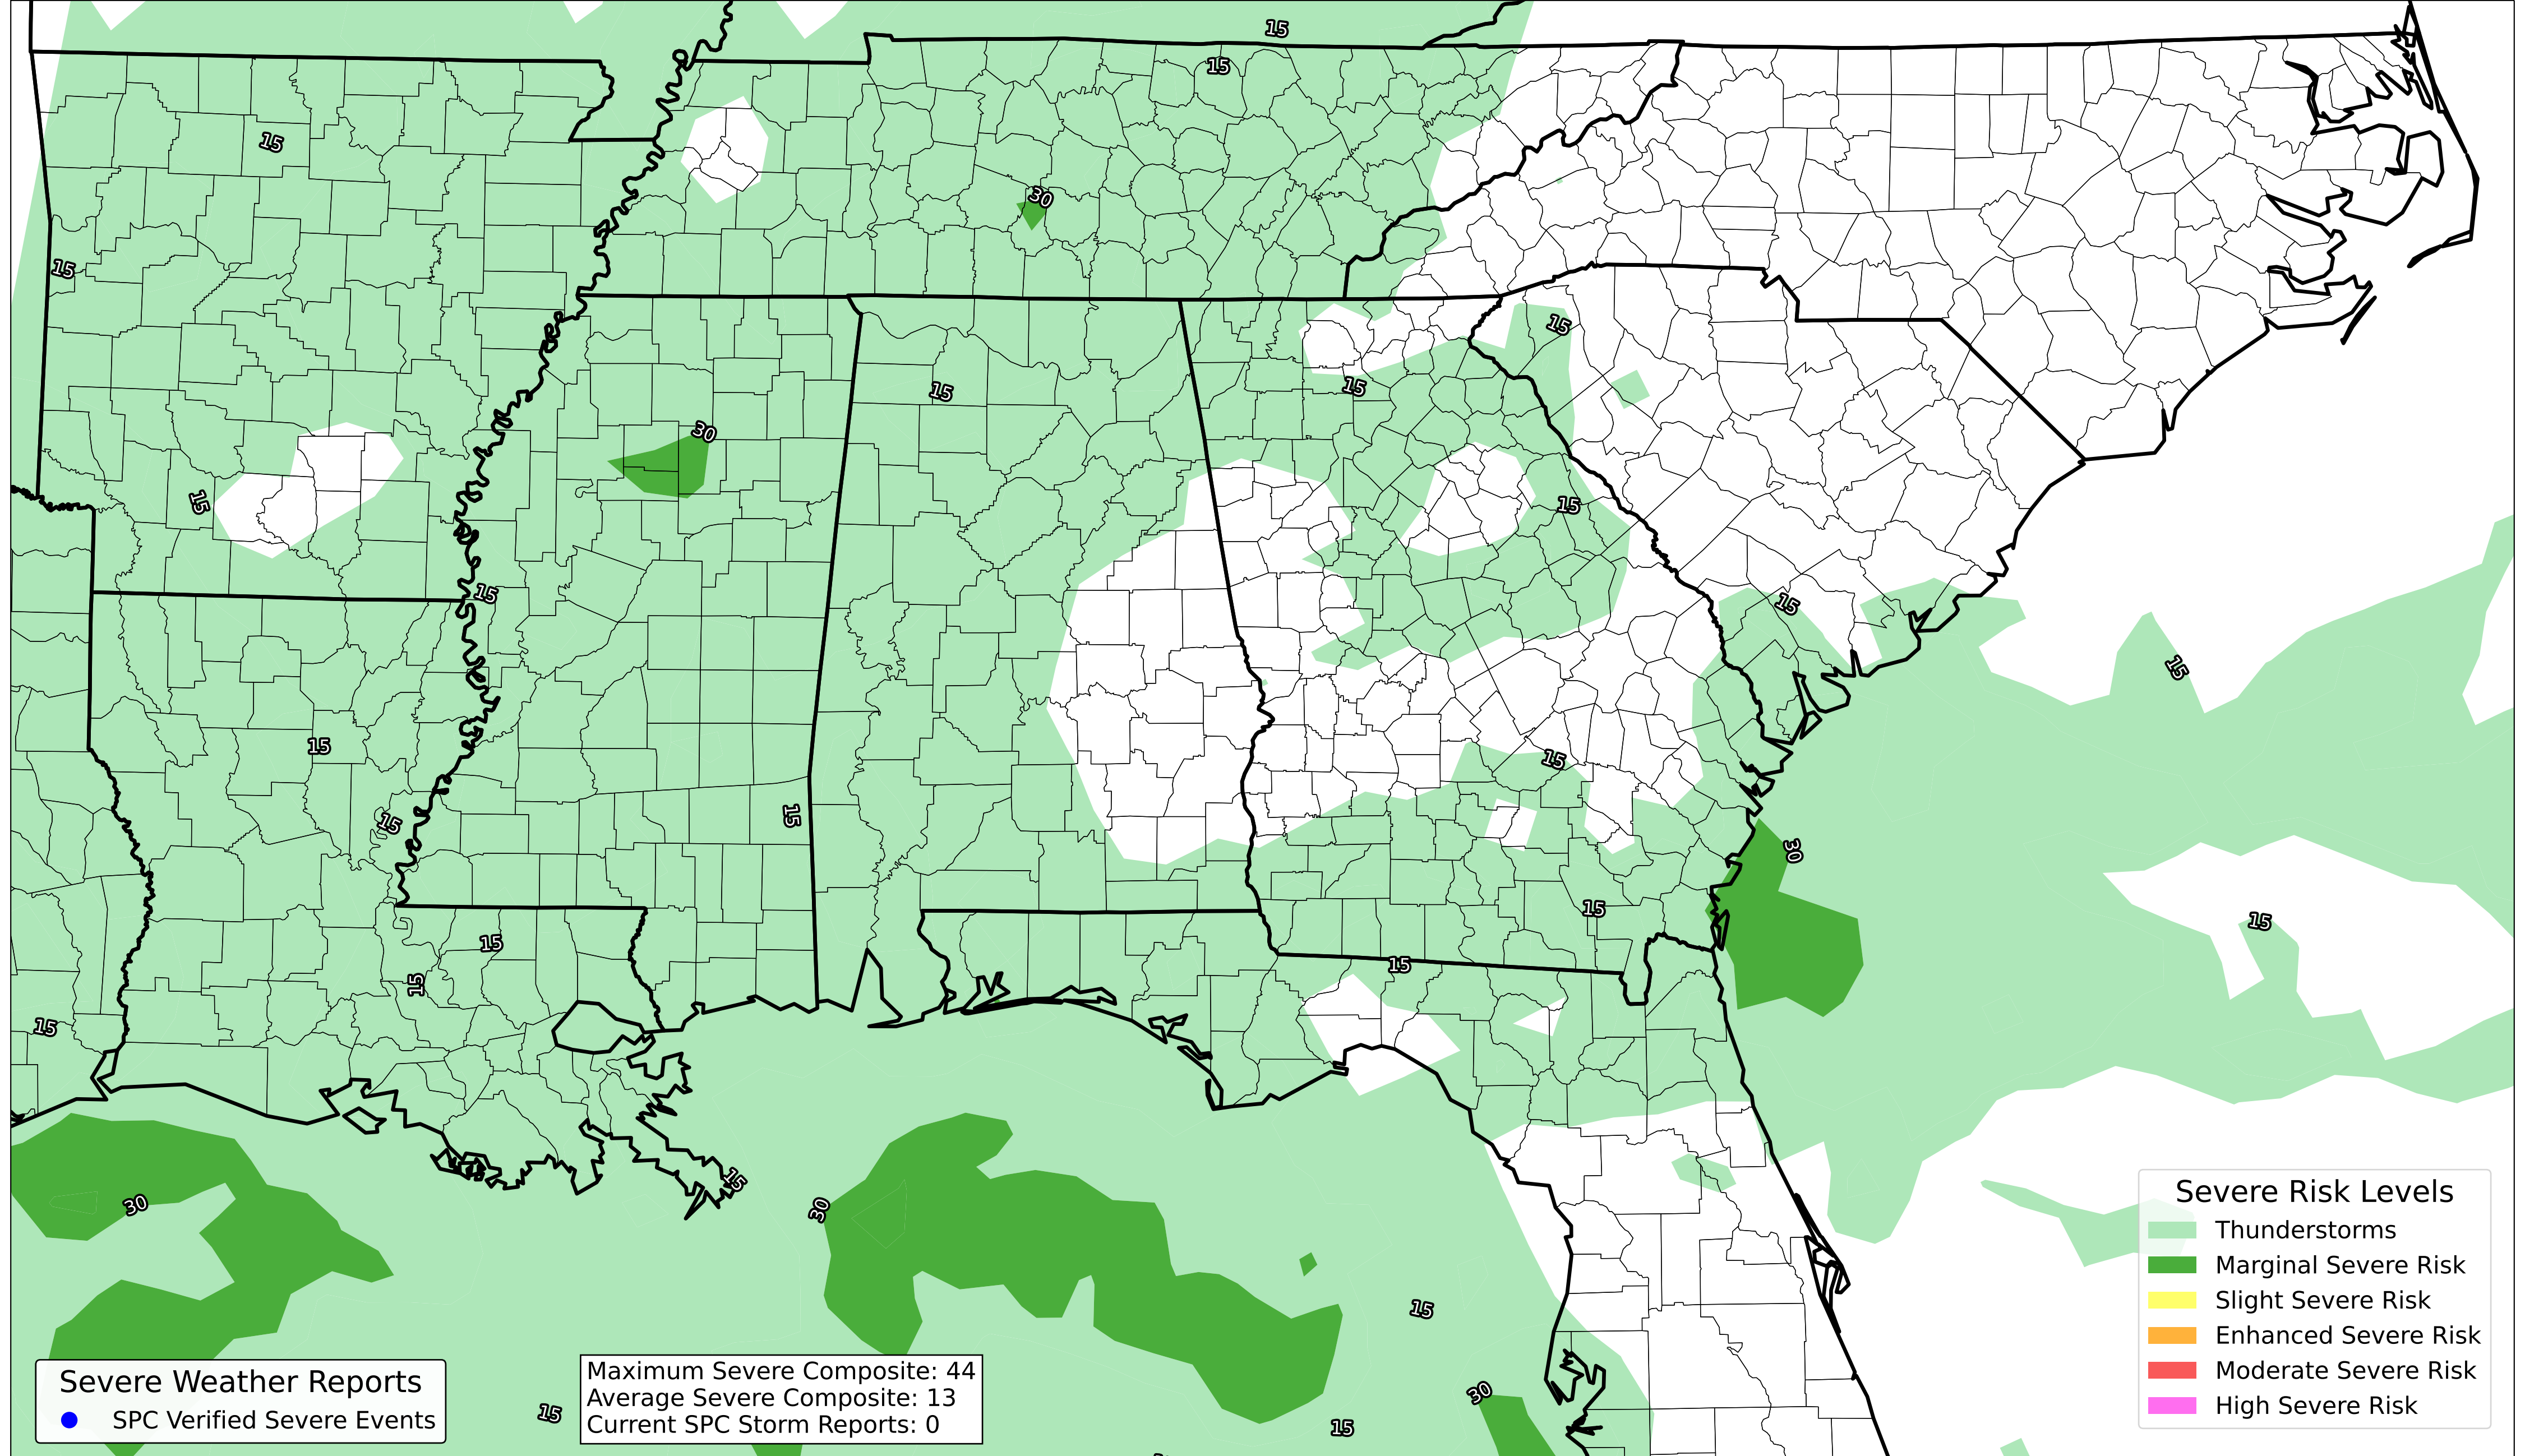 15
15
15
15
30
15
15
15
30
15
15
15
15
15
15
15
15
15
30
15
15
15
15
15
15
15
30
30
15
30
15
15
Severe Risk Levels
Thunderstorms
Marginal Severe Risk
Slight Severe Risk
Enhanced Severe Risk
Moderate Severe Risk
High Severe Risk
Severe Weather Reports
SPC Verified Severe Events
Maximum Severe Composite: 44
Average Severe Composite: 13
Current SPC Storm Reports: 0